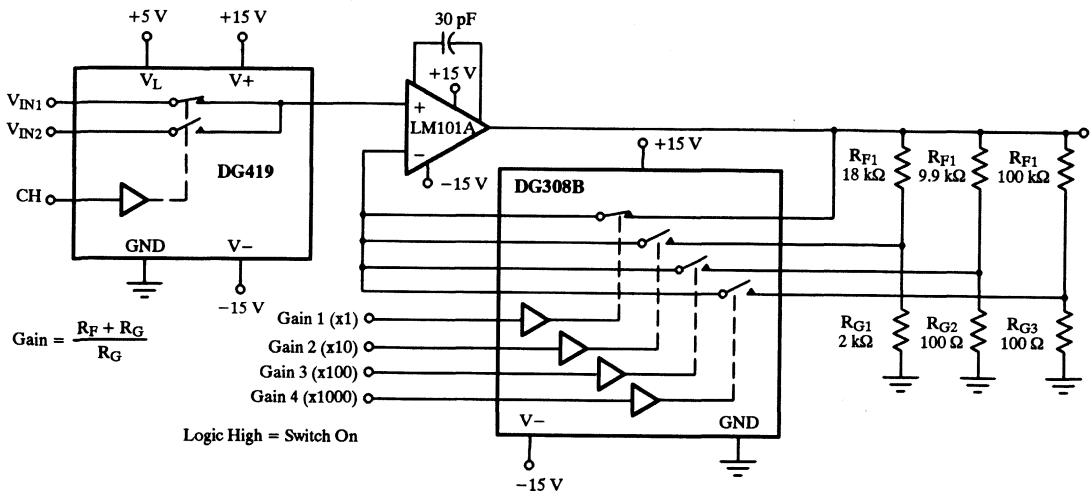 +5 V
+15 V
30 pF
V_L
V+
+15 V
V_IN1
V_IN2
+
LM101A
−
DG419
CH
−15 V
+15 V
DG308B
R_F1
18 kΩ
R_F1
9.9 kΩ
R_F1
100 kΩ
GND
V−
−15 V
Gain = (R_F + R_G) / R_G
Gain 1 (x1)
Gain 2 (x10)
Gain 3 (x100)
Gain 4 (x1000)
R_G1
2 kΩ
R_G2
100 Ω
R_G3
100 Ω
Logic High = Switch On
V−
GND
−15 V